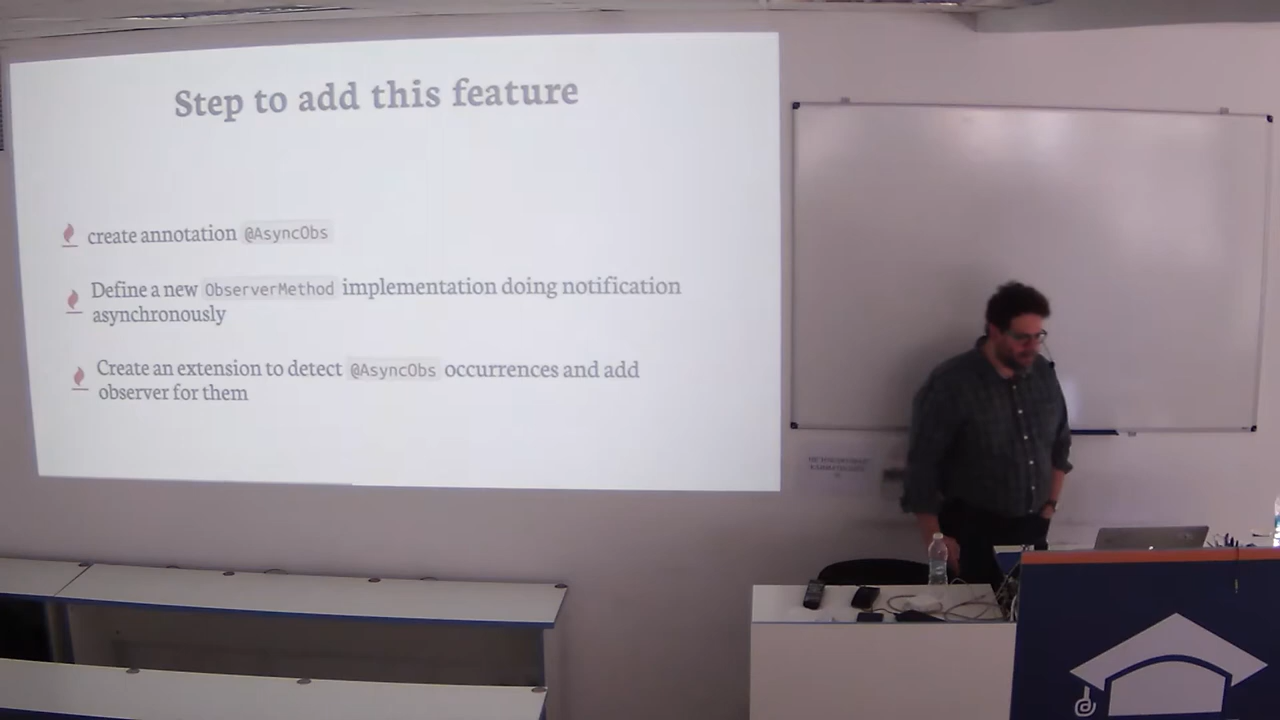 Step to add this feature
create annotation @AsyncObs
Define a new ObserverMethod implementation doing notification
asynchronously
Create an extension to detect @AsyncObs occurrences and add
observer for them